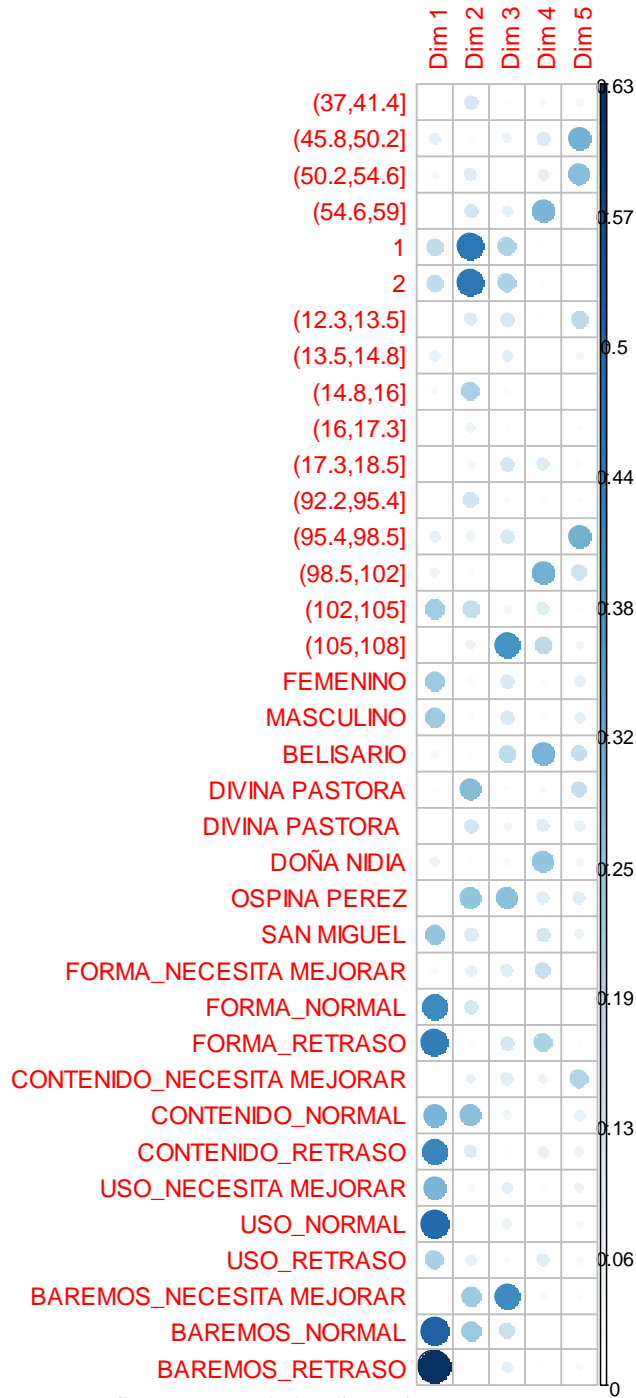 Dim 1 Dim 2 Dim 3 Dim 4 Dim 5
(37,41.4]
(45.8,50.2]
(50.2,54.6]
(54.6,59]
1
2
(12.3,13.5]
(13.5,14.8]
(14.8,16]
(16,17.3]
(17.3,18.5]
(92.2,95.4]
(95.4,98.5]
(98.5,102]
(102,105]
(105,108]
FEMENINO
MASCULINO
BELISARIO
DIVINA PASTORA
DIVINA PASTORA
DOÑA NIDIA
OSPINA PEREZ
SAN MIGUEL
FORMA_NECESITA MEJORAR
FORMA_NORMAL
FORMA_RETRASO
CONTENIDO_NECESITA MEJORAR
CONTENIDO_NORMAL
CONTENIDO_RETRASO
USO_NECESITA MEJORAR
USO_NORMAL
USO_RETRASO
BAREMOS_NECESITA MEJORAR
BAREMOS_NORMAL
BAREMOS_RETRASO
0.63
0.57
0.5
0.44
0.38
0.32
0.25
0.19
0.13
0.06
0